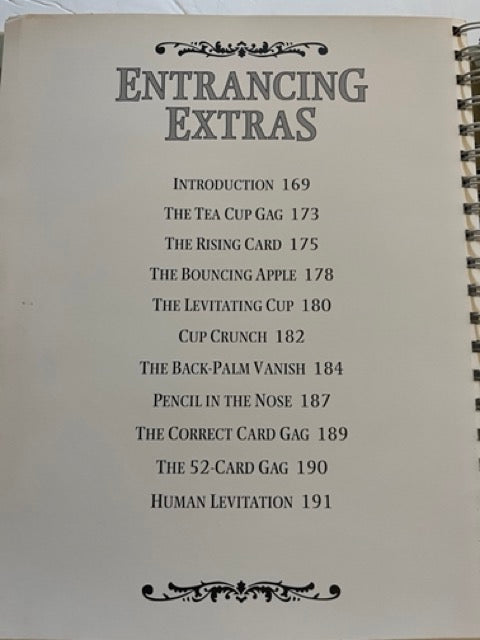 ENTRANCING
EXTRAS
INTRODUCTION 169
THE TEA CUP GAG 173
THE RISING CARD 175
THE BOUNCING APPLE 178
THE LEVITATING CUP 180
CUP CRUNCH 182
THE BACK-PALM VANISH 184
PENCIL IN THE NOSE 187
THE CORRECT CARD GAG 189
THE 52-CARD GAG 190
HUMAN LEVITATION 191